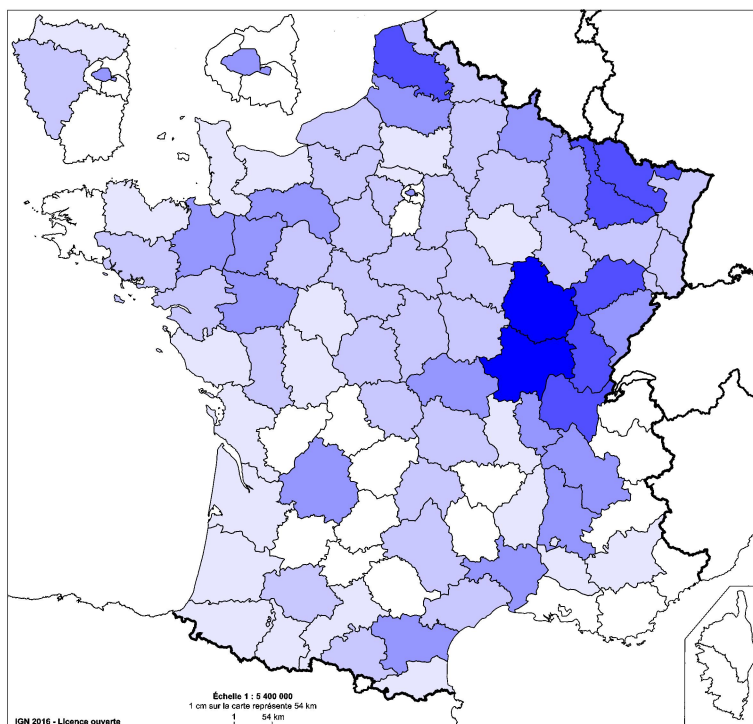 Échelle 1 : 5 400 000
1 cm sur la carte représente 54 km
1 54 km
IGN 2016 - Licence ouverte